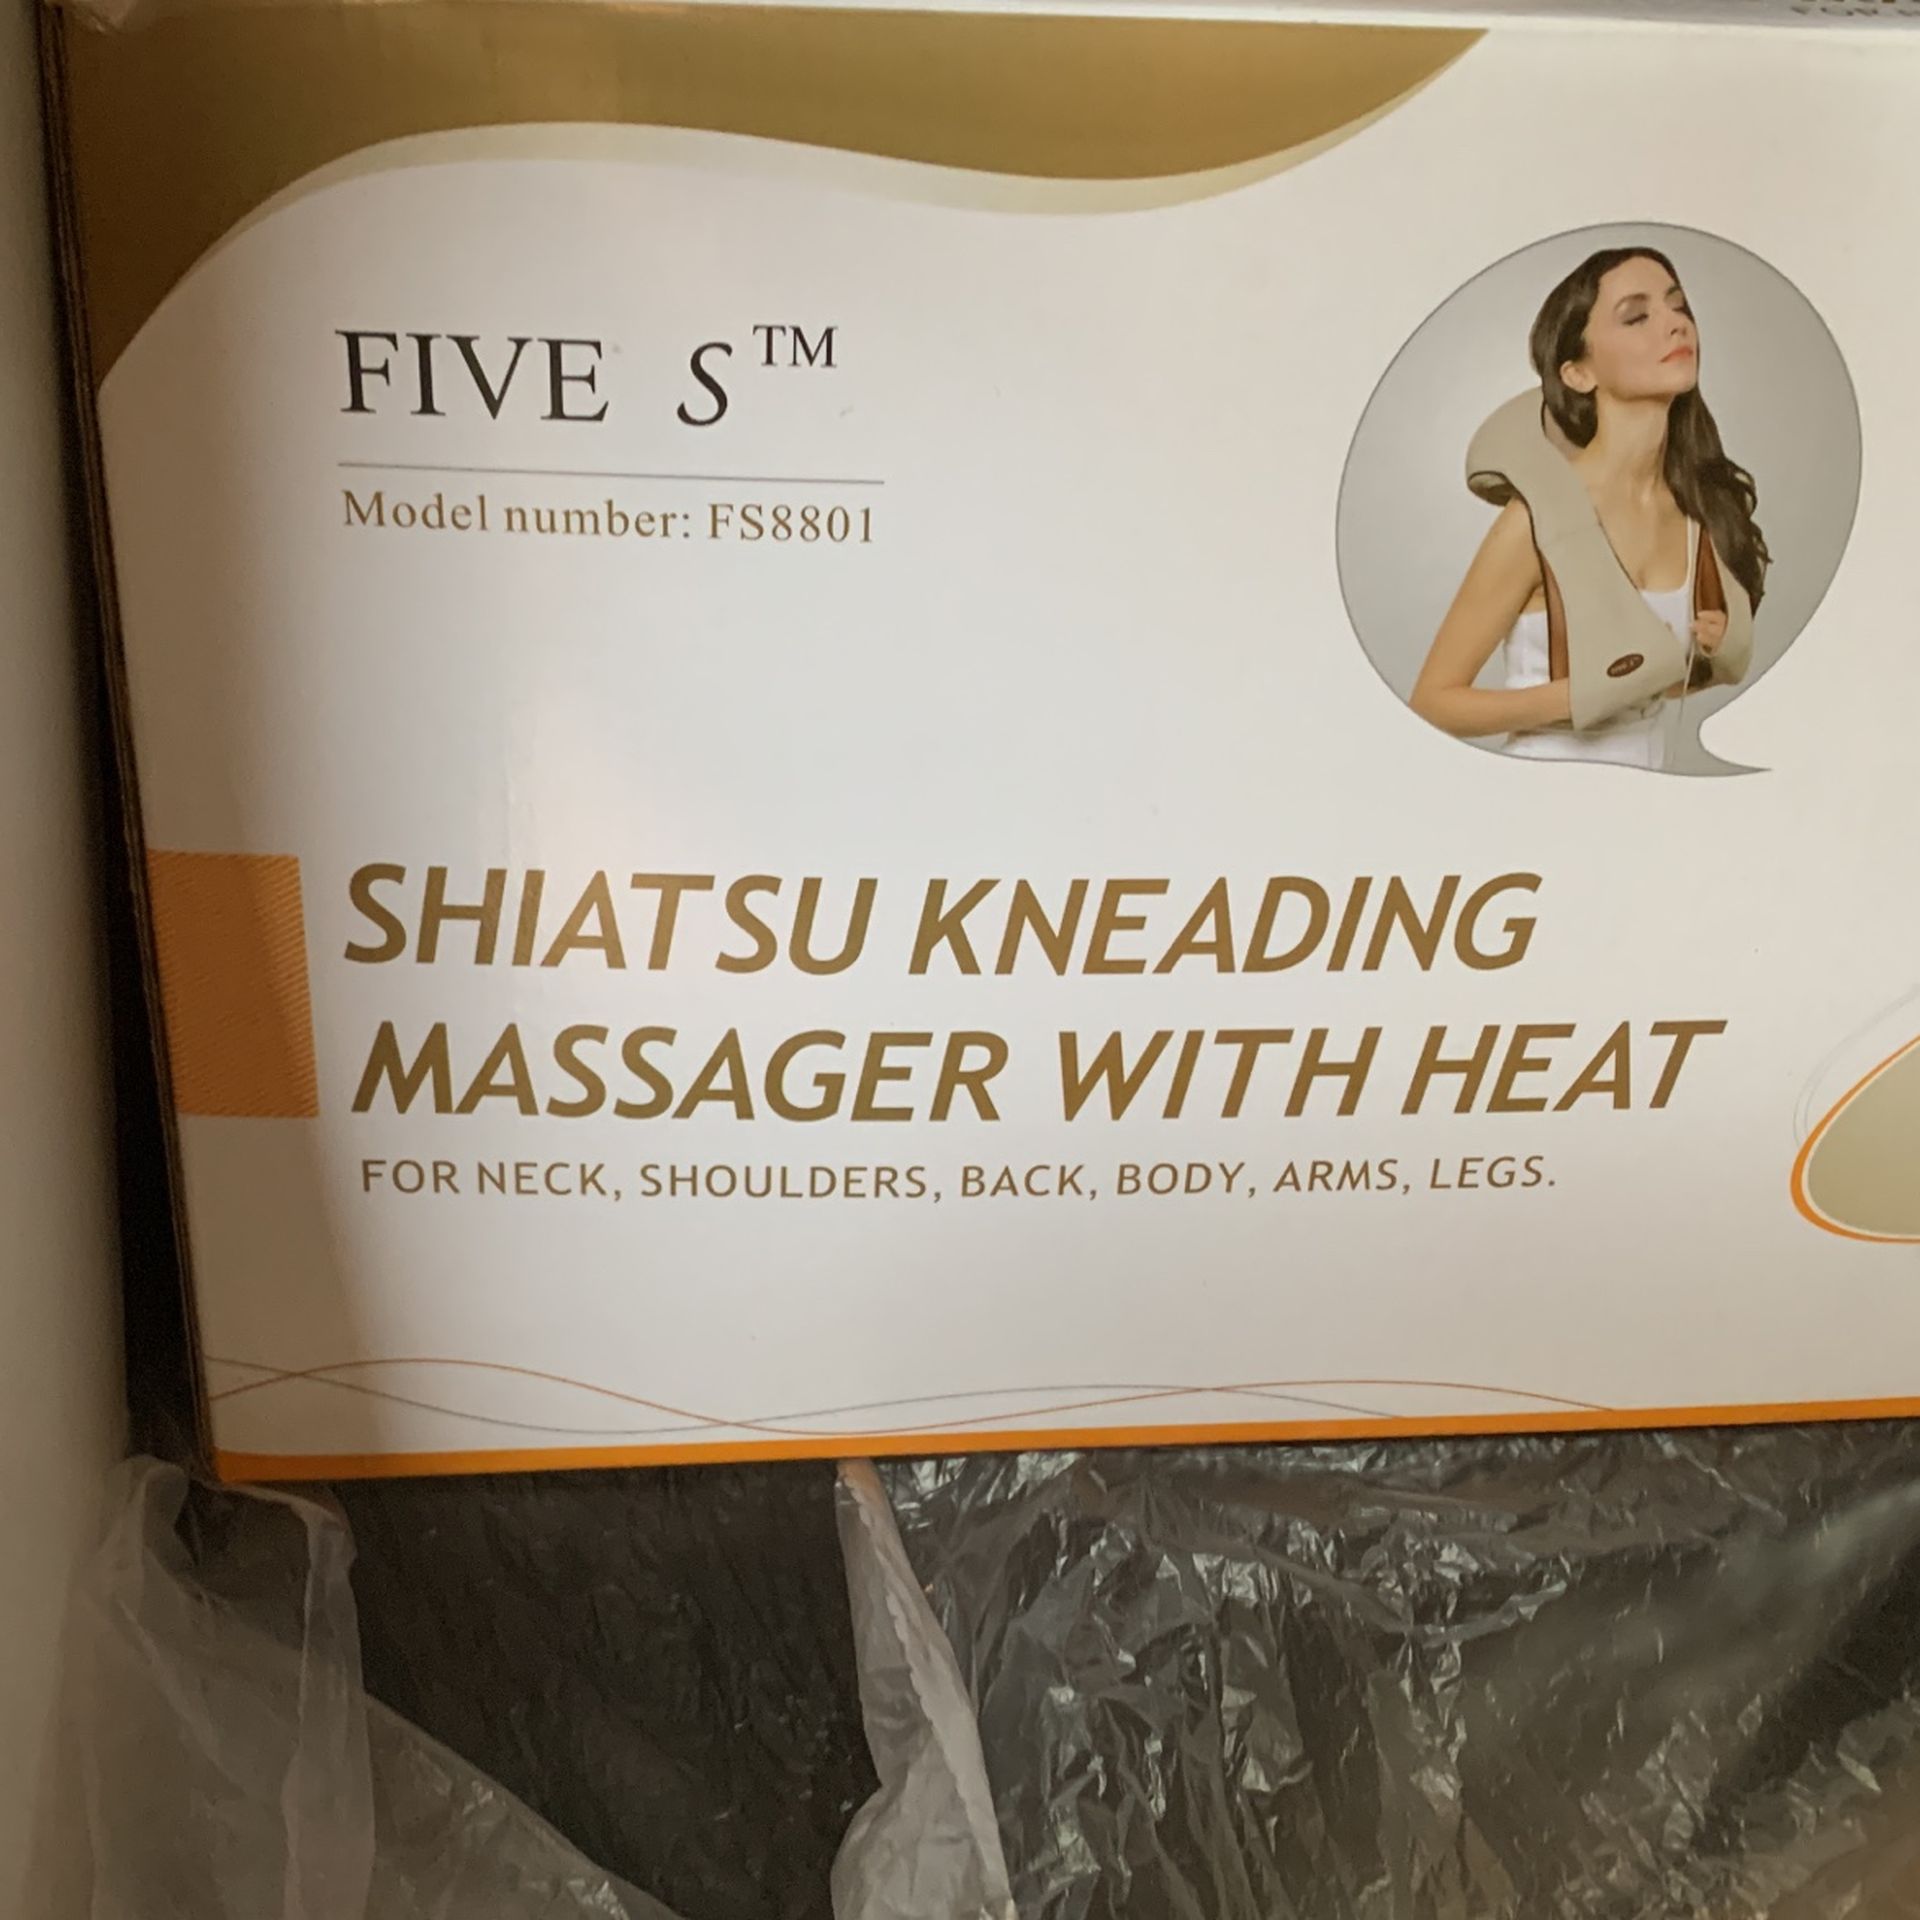 FIVE S™
Model number: FS8801
SHIATSU KNEADING
MASSAGER WITH HEAT
FOR NECK, SHOULDERS, BACK, BODY, ARMS, LEGS.